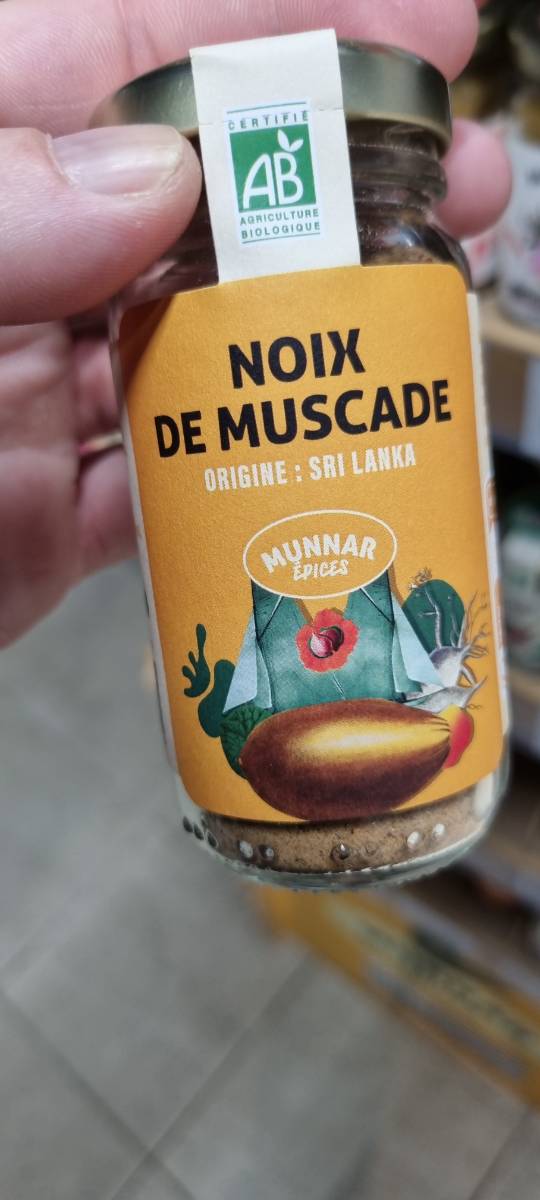 CERTIFIÉ
AB
AGRICULTURE
BIOLOGIQUE
NOIX
DE MUSCADE
ORIGINE : SRI LANKA
MUNNAR
ÉPICES